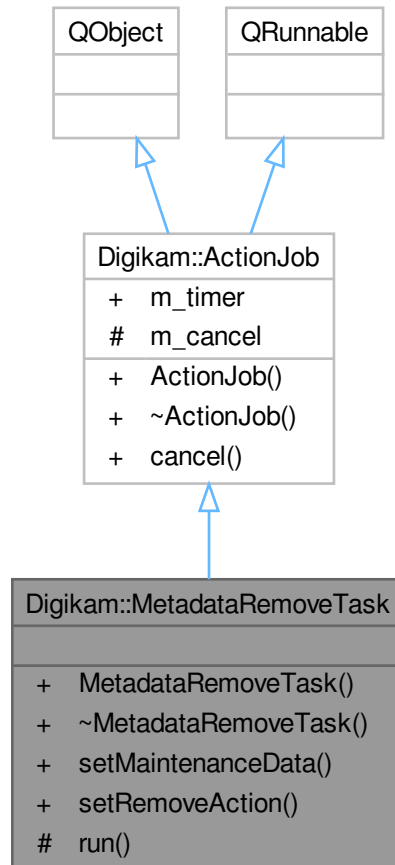 QObject
QRunnable
Digikam::ActionJob
+ m_timer
# m_cancel
+ ActionJob()
+ ~ActionJob()
+ cancel()
Digikam::MetadataRemoveTask
+ MetadataRemoveTask()
+ ~MetadataRemoveTask()
+ setMaintenanceData()
+ setRemoveAction()
# run()